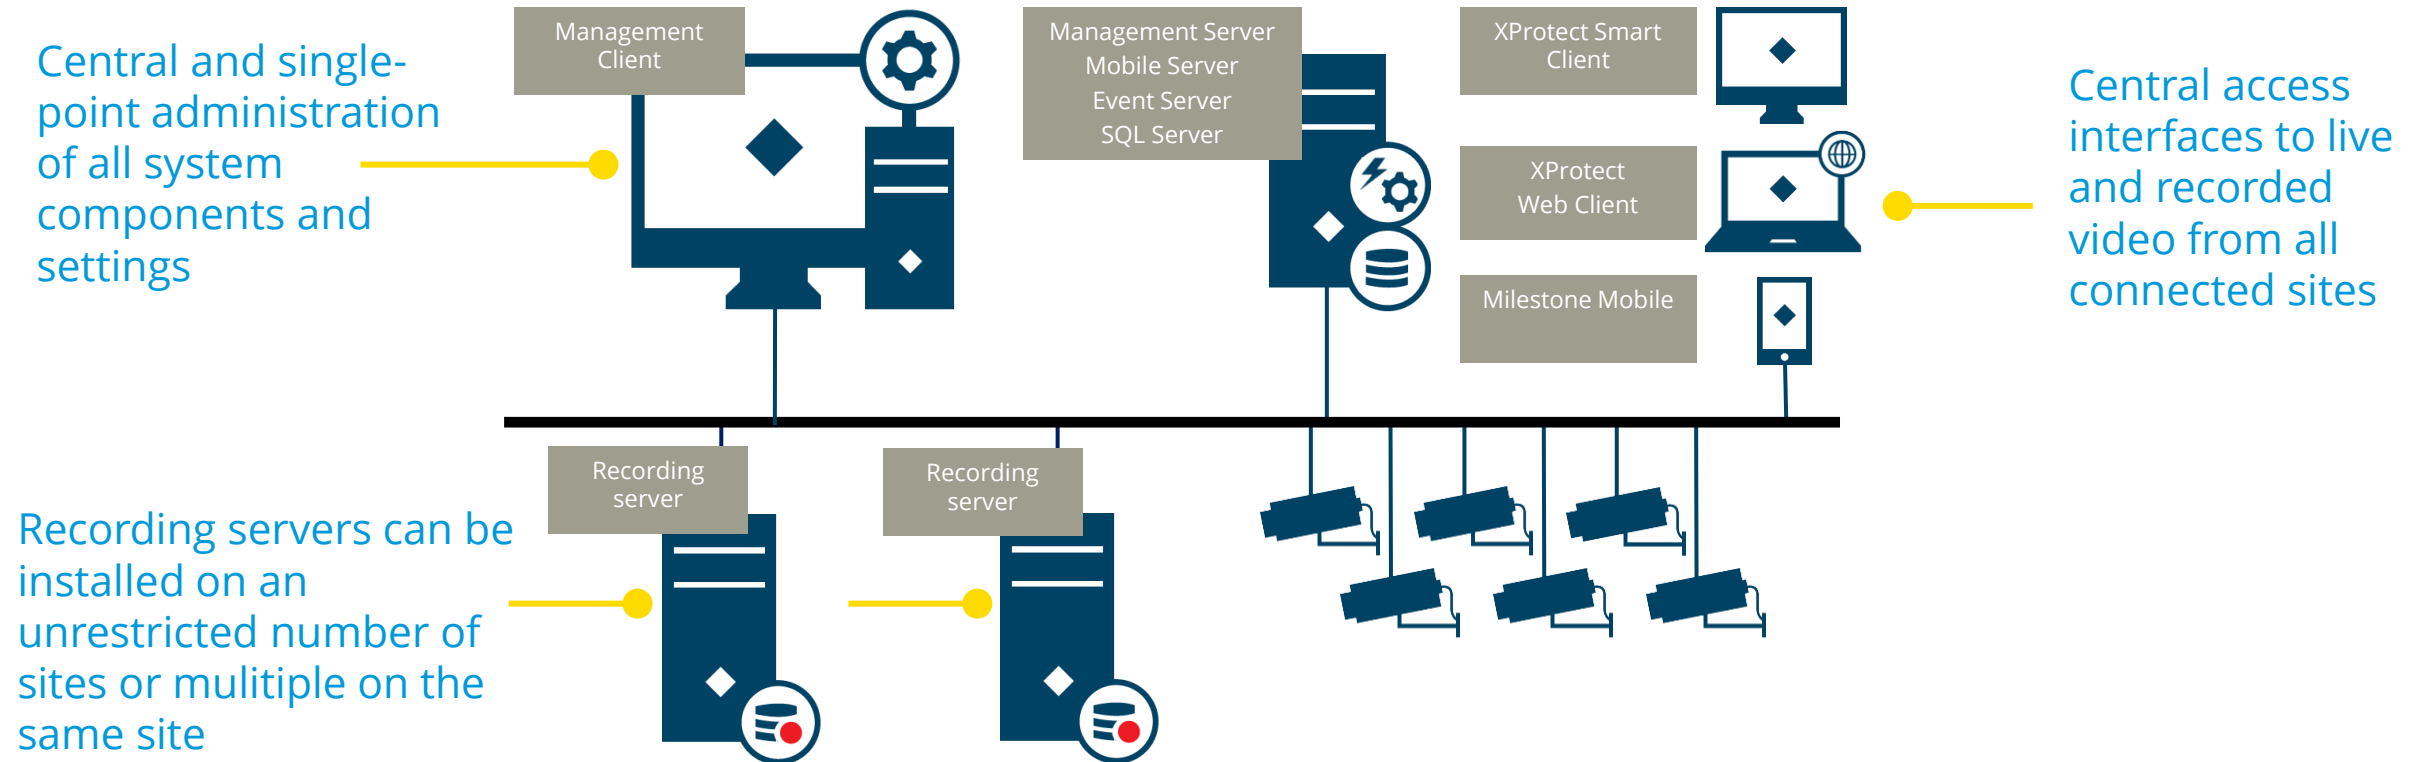 Central and single-
point administration
of all system
components and
settings
Management
Client
Management Server
Mobile Server
Event Server
SQL Server
XProtect Smart
Client
XProtect
Web Client
Milestone Mobile
Central access
interfaces to live
and recorded
video from all
connected sites
Recording servers can be
installed on an
unrestricted number of
sites or mulitiple on the
same site
Recording
server
Recording
server